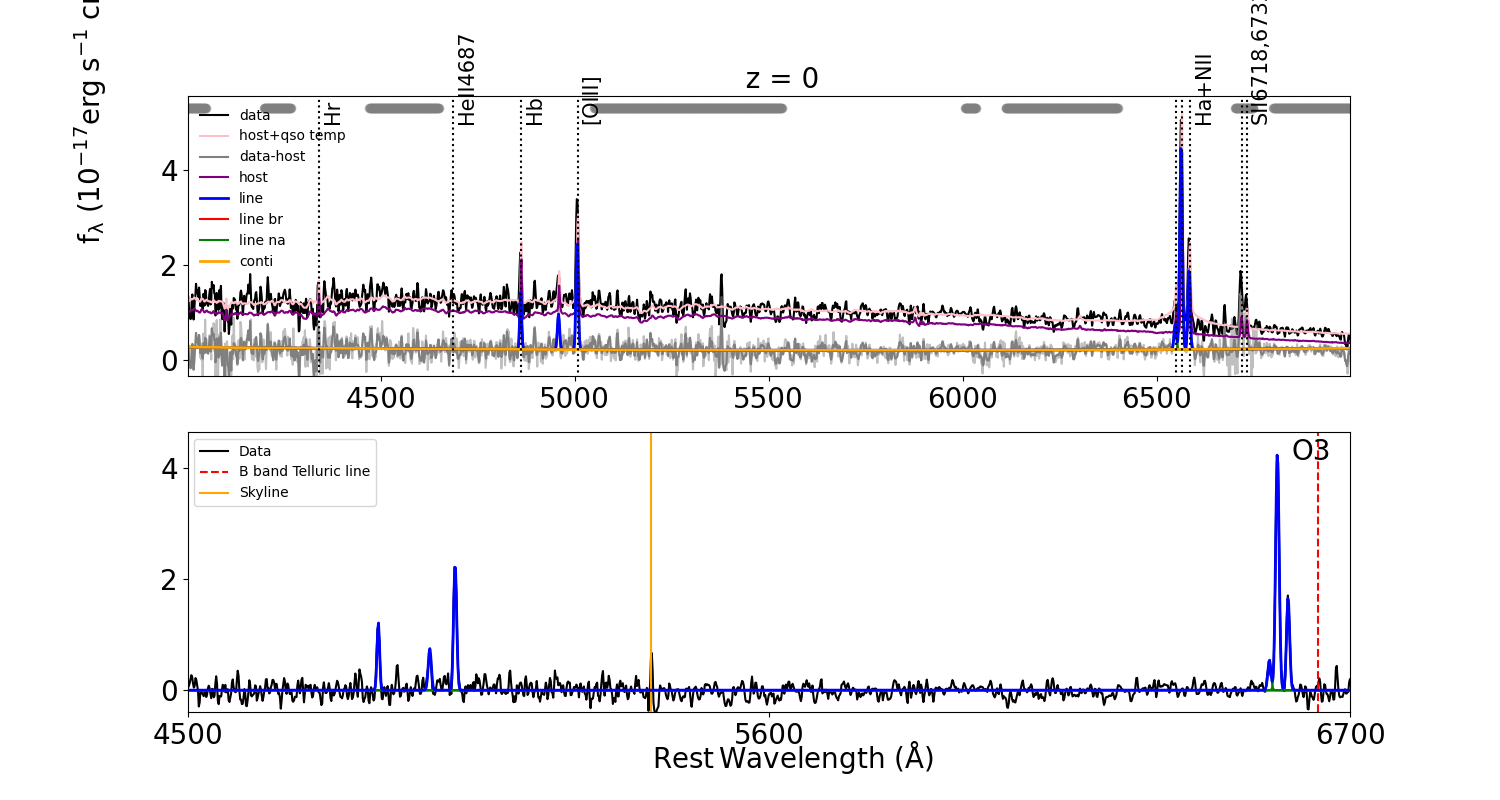 z = 0
f_λ (10^{-17} erg s^{-1}
Hr
HeII4687
Hb
[OIII]
Ha+NII
SII6718,673
data
host+qso temp
data-host
host
line
line br
line na
conti
4
2
0
4500 5000 5500 6000 6500
Data
B band Telluric line
Skyline
O3
4
2
0
4500 5600 6700
Rest Wavelength (Å)